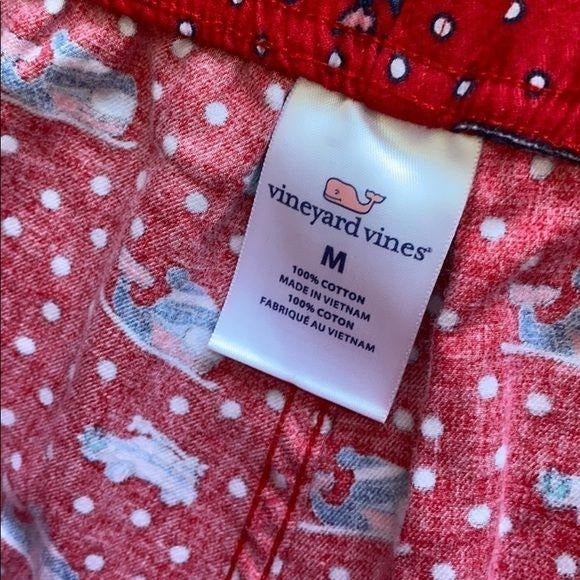 vineyard vines®
M
100% COTTON
MADE IN VIETNAM
100% COTON
FABRIQUÉ AU VIETNAM